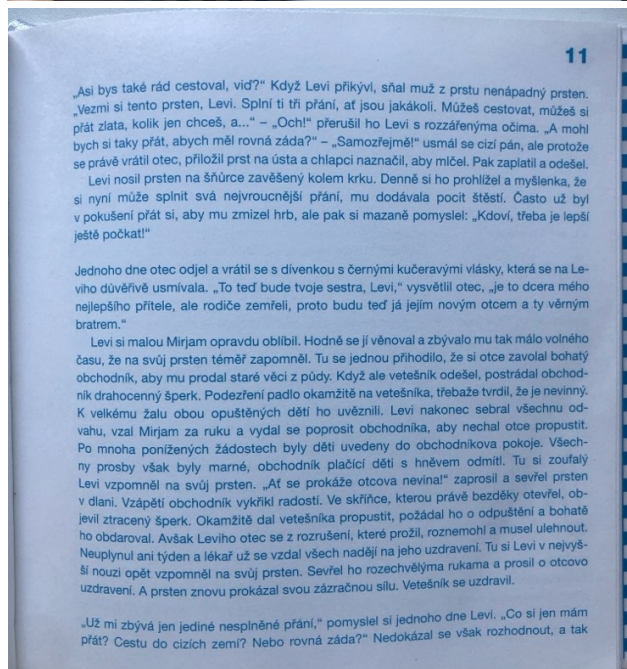 11
„Asi bys také rád cestoval, viď?“ Když Levi přikývl, sňal muž z prstu nenápadný prsten.
„Vezmi si tento prsten, Levi. Splní ti tři přání, ať jsou jakákoli. Můžeš cestovat, můžeš si
přát zlata, kolik jen chceš, a...“ – „Och!“ přerušil ho Levi s rozzářenýma očima. „A mohl
bych si taky přát, abych měl rovná záda?“ – „Samozřejmě!“ usmál se cizí pán, ale protože
se právě vrátil otec, přiložil prst na ústa a chlapci naznačil, aby mlčel. Pak zaplatil a odešel.
Levi nosil prsten na šňůrce zavěšený kolem krku. Denně si ho prohlížel a myšlenka, že
si nyní může splnit svá nejvroucnější přání, mu dodávala pocit štěstí. Často už byl
v pokušení přát si, aby mu zmizel hrb, ale pak si mazaně pomyslel: „Kdoví, třeba je lepší
ještě počkat!“
Jednoho dne otec odjel a vrátil se s dívenkou s černými kučeravými vlásky, která se na Le-
viho důvěřivě usmívala. „To teď bude tvoje sestra, Levi,“ vysvětlil otec, „je to dcera mého
nejlepšího přítele, ale rodiče zemřeli, proto budu teď já jejím novým otcem a ty věrným
bratrem.“
Levi si malou Mirjam opravdu oblíbil. Hodně se jí věnoval a zbývalo mu tak málo volného
času, že na svůj prsten téměř zapomněl. Tu se jednou přihodilo, že si otce zavolal bohatý
obchodník, aby mu prodal staré věci z půdy. Když ale vetešník odešel, postrádal obchod-
ník drahocenný šperk. Podezření padlo okamžitě na vetešníka, třebaže tvrdil, že je nevinný.
K velkému žalu obou opuštěných dětí ho uvěznili. Levi nakonec sebral všechnu od-
vahu, vzal Mirjam za ruku a vydal se poprosit obchodníka, aby nechal otce propustit.
Po mnoha ponížených žádostech byly děti uvedeny do obchodníkova pokoje. Všech-
ny prosby však byly marné, obchodník plačící děti s hněvem odmítl. Tu si zoufalý
Levi vzpomněl na svůj prsten. „Ať se prokáže otcova nevina!“ zaprosil a sevřel prsten
v dlani. Vzápětí obchodník vykřikl radostí. Ve skříňce, kterou právě bezděky otevřel, ob-
jevil ztracený šperk. Okamžitě dal vetešníka propustit, požádal ho o odpuštění a bohatě
ho obdaroval. Avšak Leviho otec se z rozrušení, které prožil, roznemohl a musel ulehnout.
Neuplynul ani týden a lékař už se vzdal všech nadějí na jeho uzdravení. Tu si Levi v nejvyš-
ší nouzi opět vzpomněl na svůj prsten. Sevřel ho rozechvělýma rukama a prosil o otcovo
uzdravení. A prsten znovu prokázal svou zázračnou sílu. Vetešník se uzdravil.
„Už mi zbývá jen jediné nesplněné přání,“ pomyslel si jednoho dne Levi. „Co si jen mám
přát? Cestu do cizích zemí? Nebo rovná záda?“ Nedokázal se však rozhodnout, a tak